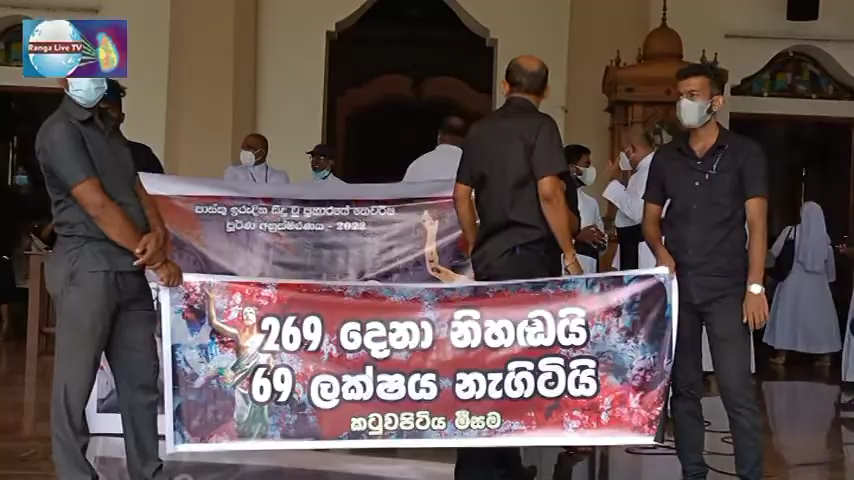 Ranga Live TV
පාස්කු ඉරුදින සිදු වූ ප්‍රහාරයේ තෙවර්ෂ
පූර්ණ අනුස්මරණය - 2022
269 දෙනා නිහඬයි
69 ලක්ෂය නැගිටියි
කටුවපිටිය මීසම